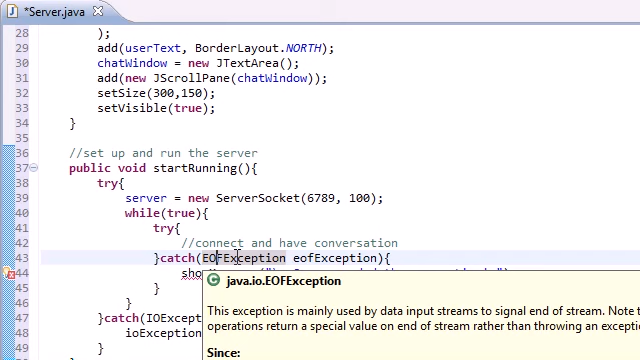 *Server.java
28 );
29 add(userText, BorderLayout.NORTH);
30 chatWindow = new JTextArea();
31 add(new JScrollPane(chatWindow));
32 setSize(300,150);
33 setVisible(true);
34 }
35
36 //set up and run the server
37 public void startRunning(){
38 try{
39 server = new ServerSocket(6789, 100);
40 while(true){
41 try{
42 //connect and have conversation
43 }catch(EOFException eofException){
44
45 }
46 }
47 }catch(IOException
48 ioException
49
java.io.EOFException
This exception is mainly used by data input streams to signal end of stream. Note
operations return a special value on end of stream rather than throwing an
Since: